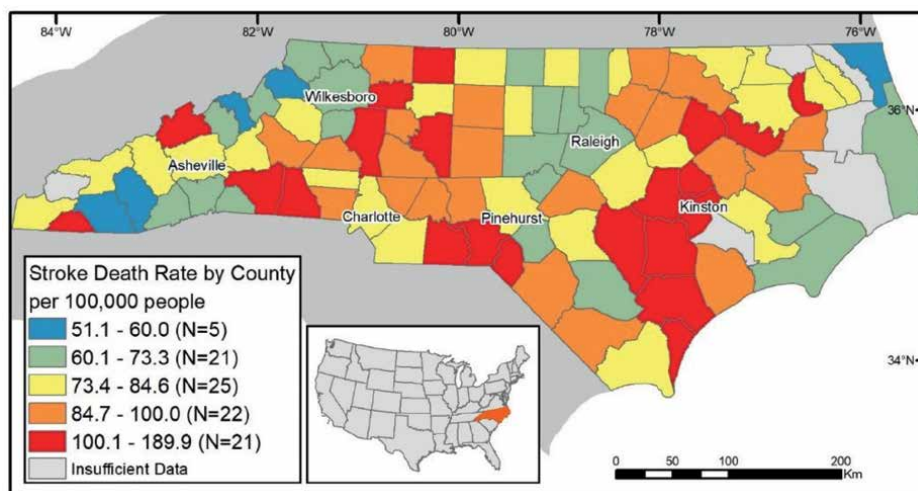 84°W 82°W 80°W 78°W 76°W
36°N
Wilkesboro
Raleigh
Asheville
Kinston
Charlotte
Pinehurst
34°N
Stroke Death Rate by County
per 100,000 people
51.1 - 60.0 (N=5)
60.1 - 73.3 (N=21)
73.4 - 84.6 (N=25)
84.7 - 100.0 (N=22)
100.1 - 189.9 (N=21)
Insufficient Data
0 50 100 200
Km